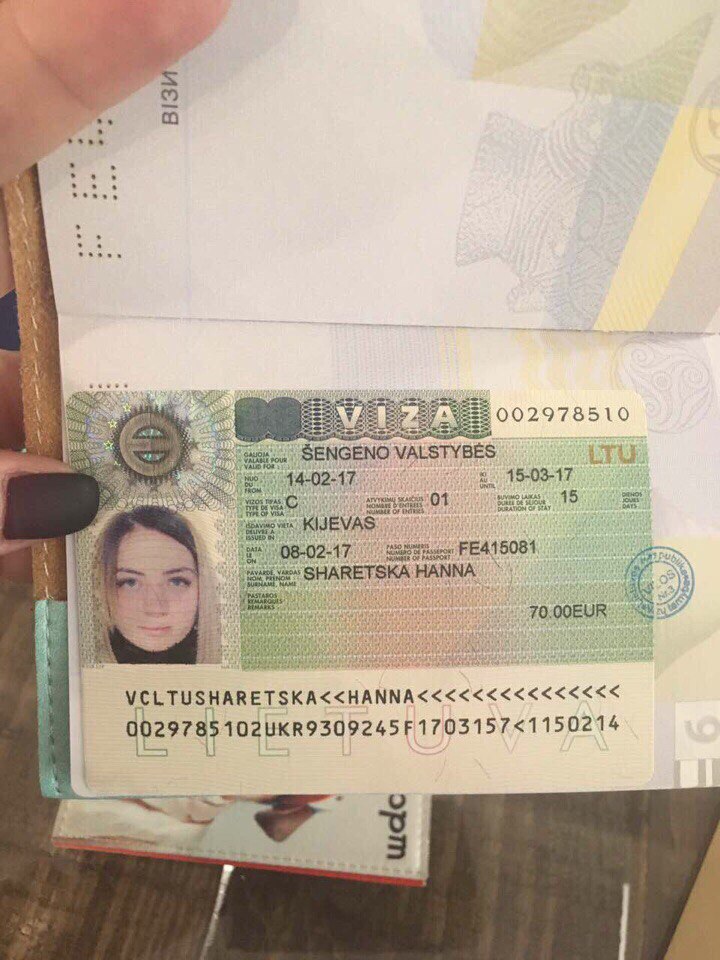 ВІЗИ
FE
VIZA 002978510
LTU
GALIOJA
VALABLE POUR
VALID FOR
ŠENGENO VALSTYBĖS
NUO
DU
FROM
14-02-17
IKI
AU
UNTIL
15-03-17
VIZOS TIPAS
TYPE DE VISA
TYPE OF VISA
C
ATVYKIMŲ SKAIČIUS
NOMBRE D'ENTRÉES
NUMBER OF ENTRIES
01
BUVIMO LAIKAS
DURÉE DE SÉJOUR
DURATION OF STAY
15
DIENOS
JOURS
DAYS
IŠDAVIMO VIETA
DÉLIVRÉ À
ISSUED IN
KIJEVAS
DATA
LE
ON
08-02-17
PASO NUMERIS
NUMÉRO DE PASSEPORT
NUMBER OF PASSPORT
FE415081
PAVARDĖ, VARDAS
NOM, PRÉNOM
SURNAME, NAME
SHARETSKA HANNA
PASTABOS
REMARQUES
REMARKS
70.00EUR
VCLTUSHARETSKA<<HANNA<<<<<<<<<<<<<<<
0029785102UKR9309245F1703157<1150214
LIETUVA
9